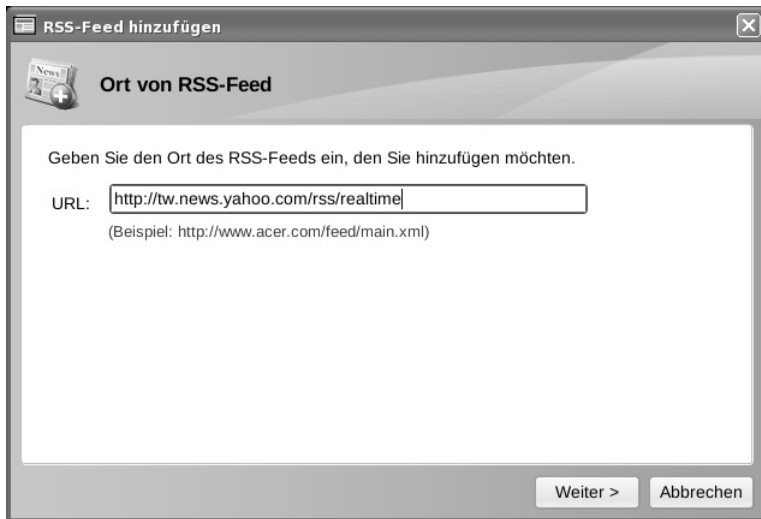 RSS-Feed hinzufügen
News
Ort von RSS-Feed
Geben Sie den Ort des RSS-Feeds ein, den Sie hinzufügen möchten.
URL: http://tw.news.yahoo.com/rss/realtime
(Beispiel: http://www.acer.com/feed/main.xml)
Weiter > Abbrechen